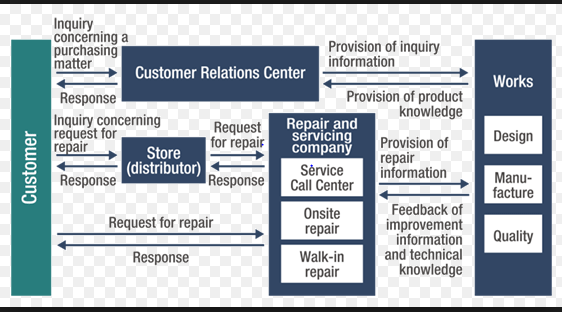 Inquiry
concerning a
purchasing
matter
Response
Customer Relations Center
Provision of inquiry
information
Provision of product
knowledge
Works
Design
Manu-
facture
Quality
Customer
Inquiry concerning
request for
repair
Response
Store
(distributor)
Request
for repair
Response
Repair and
servicing
company
Service
Call Center
Onsite
repair
Walk-in
repair
Provision of
repair
information
Feedback of
improvement
information
and technical
knowledge
Request for repair
Response